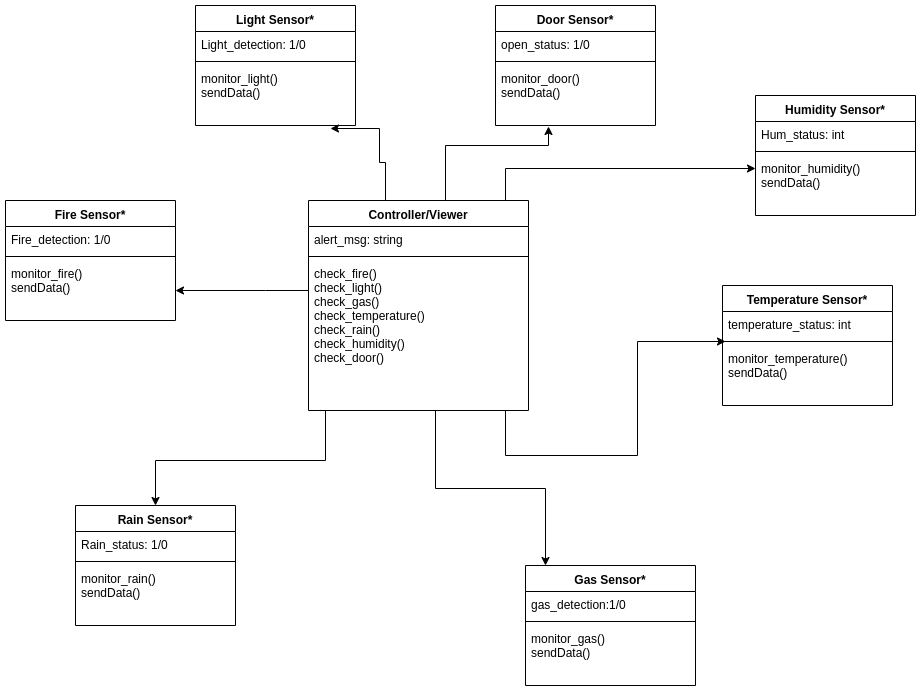 Light Sensor*
Light_detection: 1/0
monitor_light()
sendData()
Door Sensor*
open_status: 1/0
monitor_door()
sendData()
Humidity Sensor*
Hum_status: int
monitor_humidity()
sendData()
Fire Sensor*
Fire_detection: 1/0
monitor_fire()
sendData()
Controller/Viewer
alert_msg: string
check_fire()
check_light()
check_gas()
check_temperature()
check_rain()
check_humidity()
check_door()
Temperature Sensor*
temperature_status: int
monitor_temperature()
sendData()
Rain Sensor*
Rain_status: 1/0
monitor_rain()
sendData()
Gas Sensor*
gas_detection:1/0
monitor_gas()
sendData()